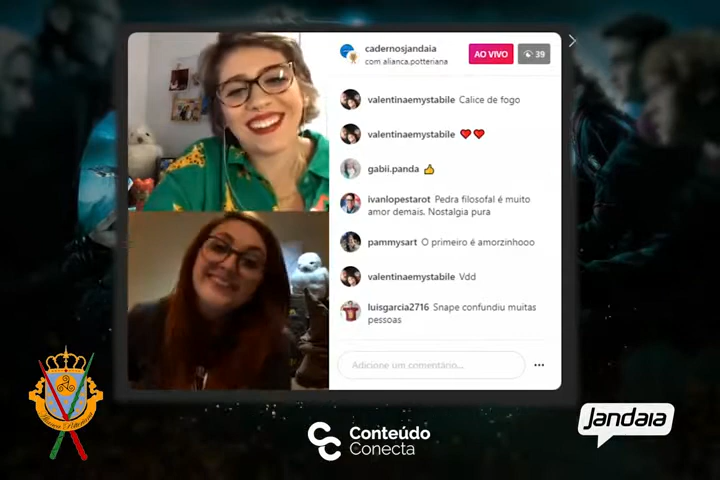 cadernosjandaia
com alianca.potteriana
AO VIVO
39
valentinaemystabile Calice de fogo
valentinaemystabile ❤️❤️
gabii.panda 👍
ivanlopestarot Pedra filosofal é muito
amor demais. Nostalgia pura
pammysart O primeiro é amorzinhooo
valentinaemystabile Vdd
luisgarcia2716 Snape confundiu muitas
pessoas
Adicione um comentário...
Aliança Potteriana
Conteúdo
Conecta
Jandaia